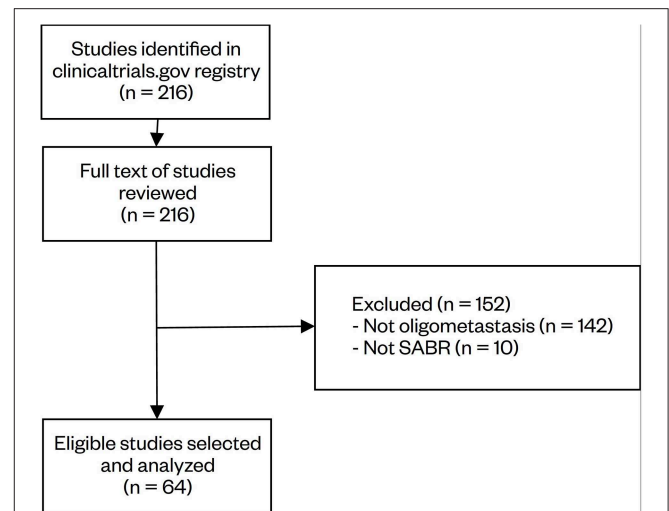 Studies identified in
clinicaltrials.gov registry
(n = 216)
Full text of studies
reviewed
(n = 216)
Excluded (n = 152)
- Not oligometastasis (n = 142)
- Not SABR (n = 10)
Eligible studies selected
and analyzed
(n = 64)